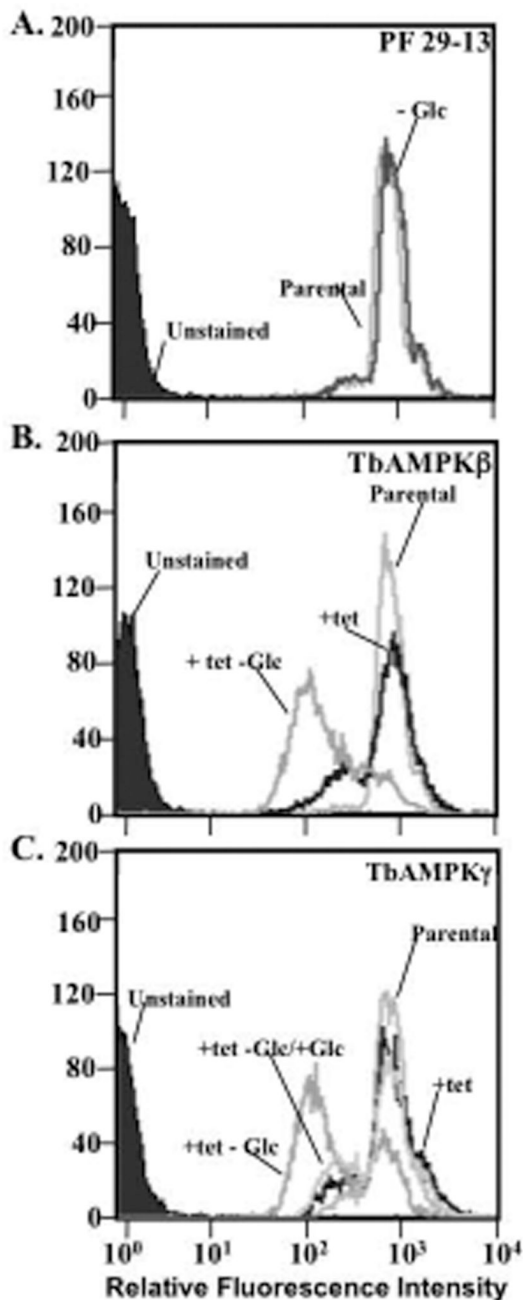 A.
200
PF 29-13
160
- Glc
120
80
Parental
40
Unstained
0
B.
200
TbAMPKβ
Parental
160
Unstained
120
+tet
80
+ tet -Glc
40
0
C.
200
TbAMPKγ
160
Parental
120
Unstained
+tet -Glc/+Glc
80
+tet
40
+tet - Glc
0
10⁰ 10¹ 10² 10³ 10⁴
Relative Fluorescence Intensity